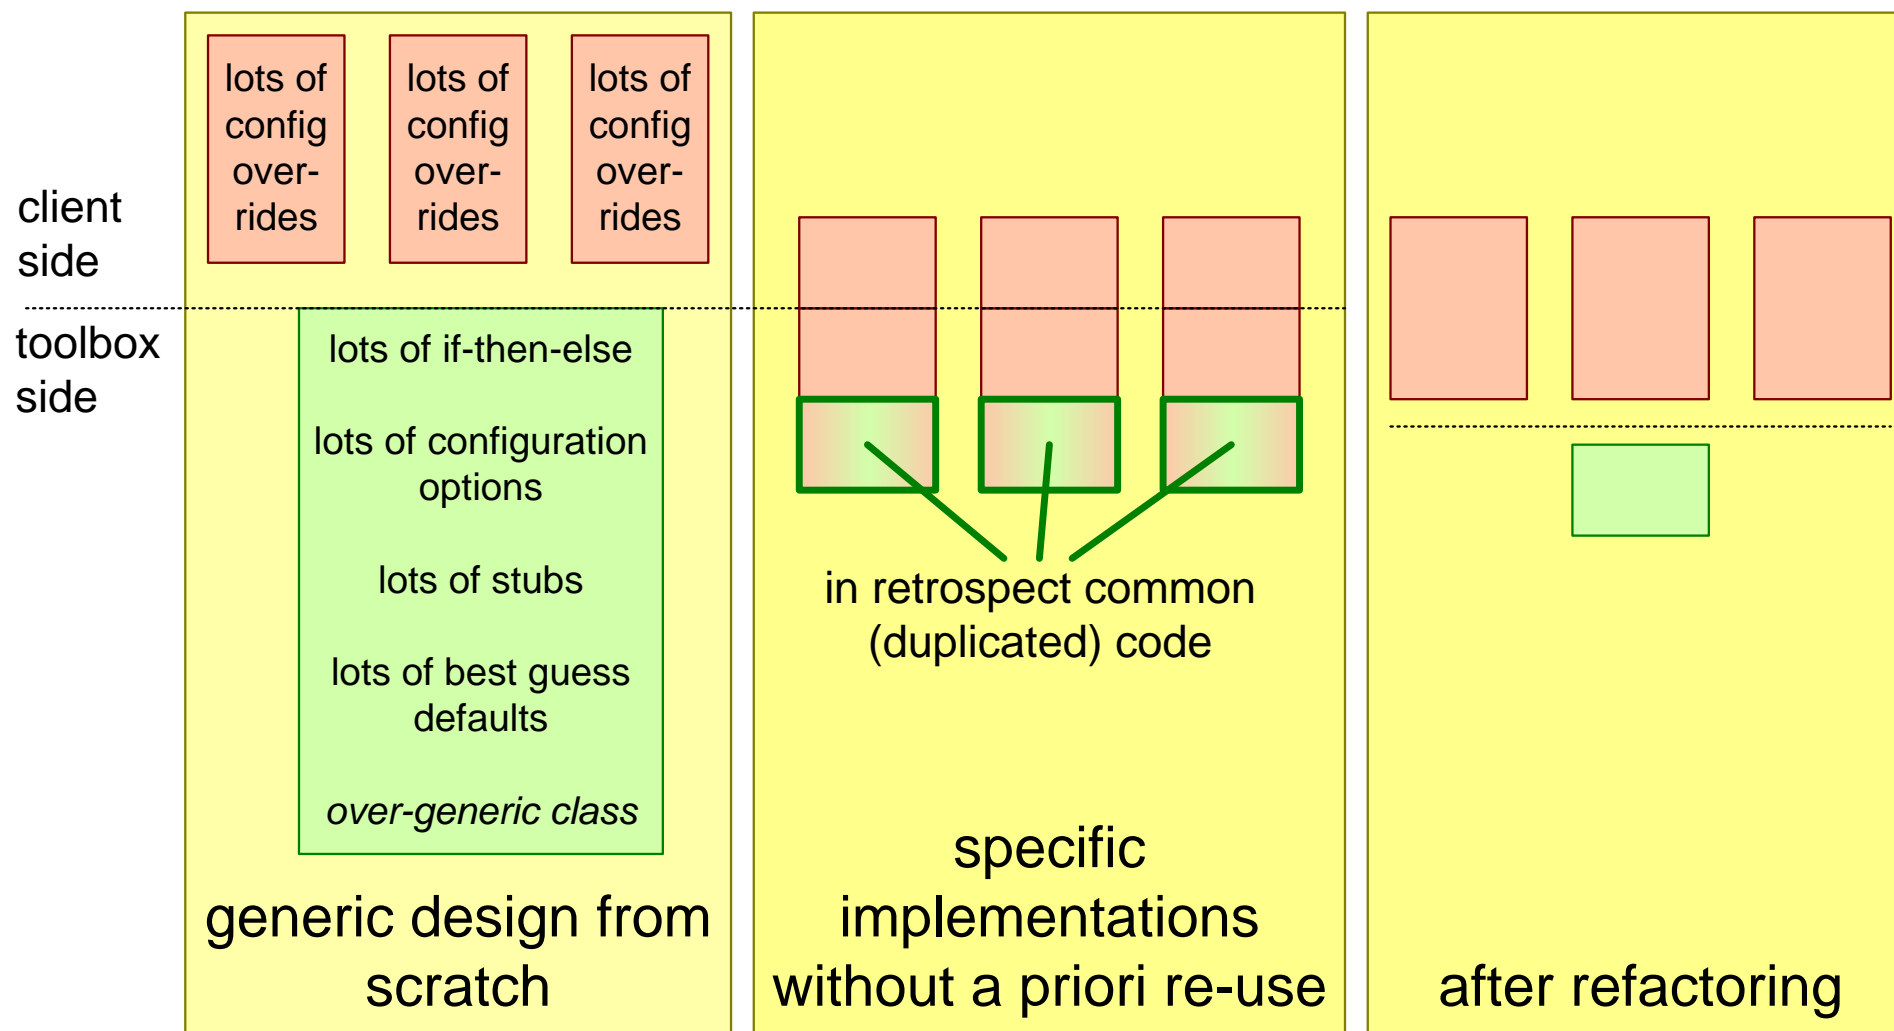 lots of
config
over-
rides
lots of
config
over-
rides
lots of
config
over-
rides
client
side
toolbox
side
lots of if-then-else
lots of configuration
options
lots of stubs
lots of best guess
defaults
over-generic class
generic design from
scratch
in retrospect common
(duplicated) code
specific
implementations
without a priori re-use
after refactoring